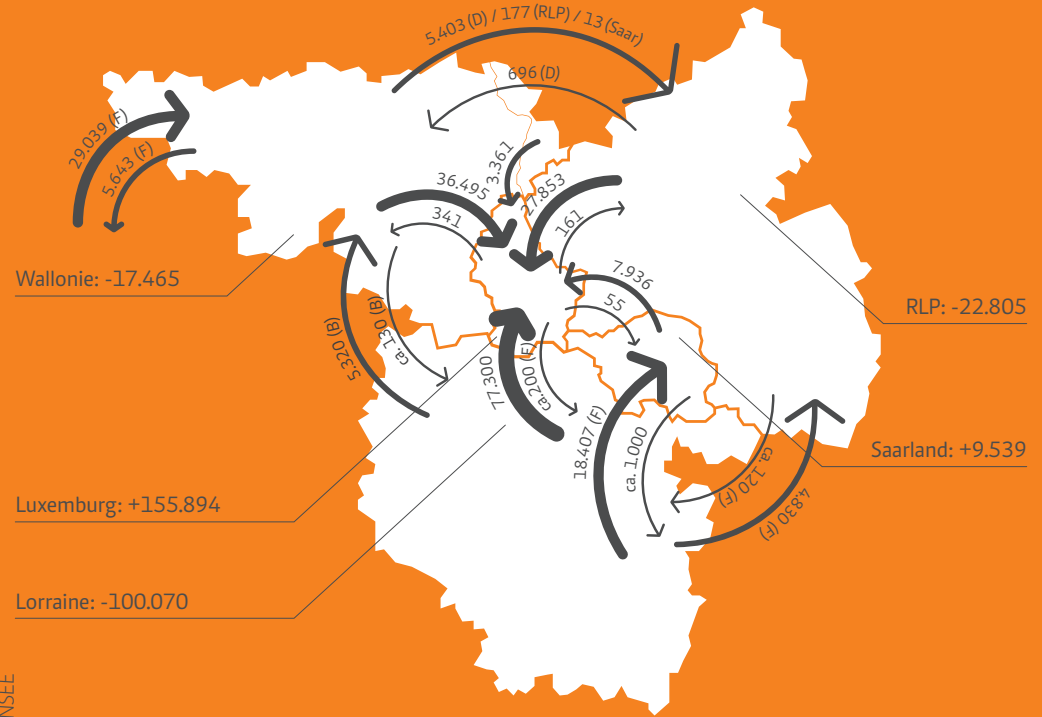 5.403 (D) / 177 (RLP) / 13 (Saar)
696 (D)
29.039 (F)
5.643 (F)
3.361
36.495
27.853
341
161
Wallonie: -17.465
7.936
55
RLP: -22.805
5.320 (B)
ca. 130 (B)
77.300
ca.200 (F)
18.407 (F)
ca. 1.000
ca. 120 (F)
4.830 (F)
Saarland: +9.539
Luxemburg: +155.894
Lorraine: -100.070
INSEE